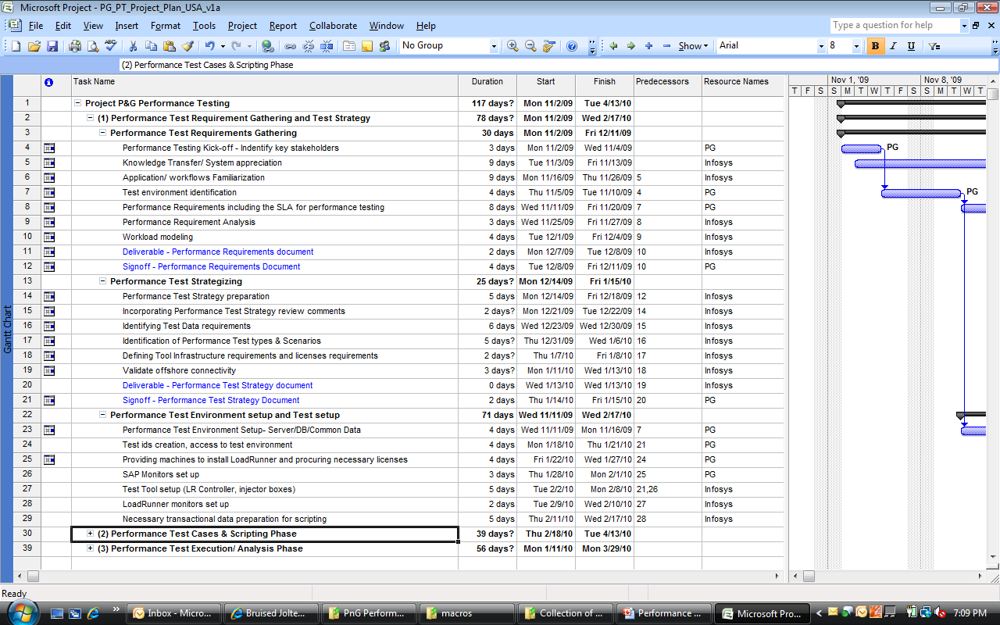 Microsoft Project - PG_PT_Project_Plan_USA_v1a
File Edit View Insert Format Tools Project Report Collaborate Window Help Type a question for help
No Group Show Arial 8 B I U
(2) Performance Test Cases & Scripting Phase
Task Name Duration Start Finish Predecessors Resource Names Nov 1, '09 Nov 8, '09
T F S S M T W T F S S M T W T
1 Project P&G Performance Testing 117 days? Mon 11/2/09 Tue 4/13/10
2 (1) Performance Test Requirement Gathering and Test Strategy 78 days? Mon 11/2/09 Wed 2/17/10
3 Performance Test Requirements Gathering 30 days Mon 11/2/09 Fri 12/11/09
4 Performance Testing Kick-off - Indentify key stakeholders 3 days Mon 11/2/09 Wed 11/4/09 PG PG
5 Knowledge Transfer/ System appreciation 9 days Tue 11/3/09 Fri 11/13/09 Infosys
6 Application/ workflows Familiarization 9 days Mon 11/16/09 Thu 11/26/09 5 Infosys
7 Test environment identification 4 days Thu 11/5/09 Tue 11/10/09 4 PG PG
8 Performance Requirements including the SLA for performance testing 8 days Wed 11/11/09 Fri 11/20/09 7 PG
9 Performance Requirement Analysis 3 days Wed 11/25/09 Fri 11/27/09 8 Infosys
10 Workload modeling 4 days Tue 12/1/09 Fri 12/4/09 9 Infosys
11 Deliverable - Performance Requirements document 2 days Mon 12/7/09 Tue 12/8/09 10 Infosys
12 Signoff - Performance Requirements Document 4 days Tue 12/8/09 Fri 12/11/09 10 PG
13 Performance Test Strategizing 25 days? Mon 12/14/09 Fri 1/15/10
14 Performance Test Strategy preparation 5 days Mon 12/14/09 Fri 12/18/09 12 Infosys
15 Incorporating Performance Test Strategy review comments 2 days? Mon 12/21/09 Tue 12/22/09 14 Infosys
16 Identifying Test Data requirements 6 days Wed 12/23/09 Wed 12/30/09 15 Infosys
17 Identification of Performance Test types & Scenarios 5 days? Thu 12/31/09 Wed 1/6/10 16 Infosys
18 Defining Tool Infrastructure requirements and licenses requirements 2 days? Thu 1/7/10 Fri 1/8/10 17 Infosys
19 Validate offshore connectivity 3 days? Mon 1/11/10 Wed 1/13/10 18 Infosys
20 Deliverable - Performance Test Strategy document 0 days Wed 1/13/10 Wed 1/13/10 19 Infosys
21 Signoff - Performance Test Strategy Document 2 days Thu 1/14/10 Fri 1/15/10 20 PG
22 Performance Test Environment setup and Test setup 71 days Wed 11/11/09 Wed 2/17/10
23 Performance Test Environment Setup- Server/DB/Common Data 4 days Wed 11/11/09 Mon 11/16/09 7 PG
24 Test ids creation, access to test environment 4 days Mon 1/18/10 Thu 1/21/10 21 PG
25 Providing machines to install LoadRunner and procuring necessary licenses 4 days Fri 1/22/10 Wed 1/27/10 24 PG
26 SAP Monitors set up 3 days Thu 1/28/10 Mon 2/1/10 25 PG
27 Test Tool setup (LR Controller, injector boxes) 5 days Tue 2/2/10 Mon 2/8/10 21,26 Infosys
28 LoadRunner monitors set up 2 days Tue 2/9/10 Wed 2/10/10 27 Infosys
29 Necessary transactional data preparation for scripting 5 days Thu 2/11/10 Wed 2/17/10 28 Infosys
30 (2) Performance Test Cases & Scripting Phase 39 days? Thu 2/18/10 Tue 4/13/10
39 (3) Performance Test Execution/ Analysis Phase 56 days? Mon 1/11/10 Mon 3/29/10
Gantt Chart
Ready
Inbox - Micro... Bruised Jolte... PnG Perform... macros Collection of ... Performance ... Microsoft Pro... 7:09 PM